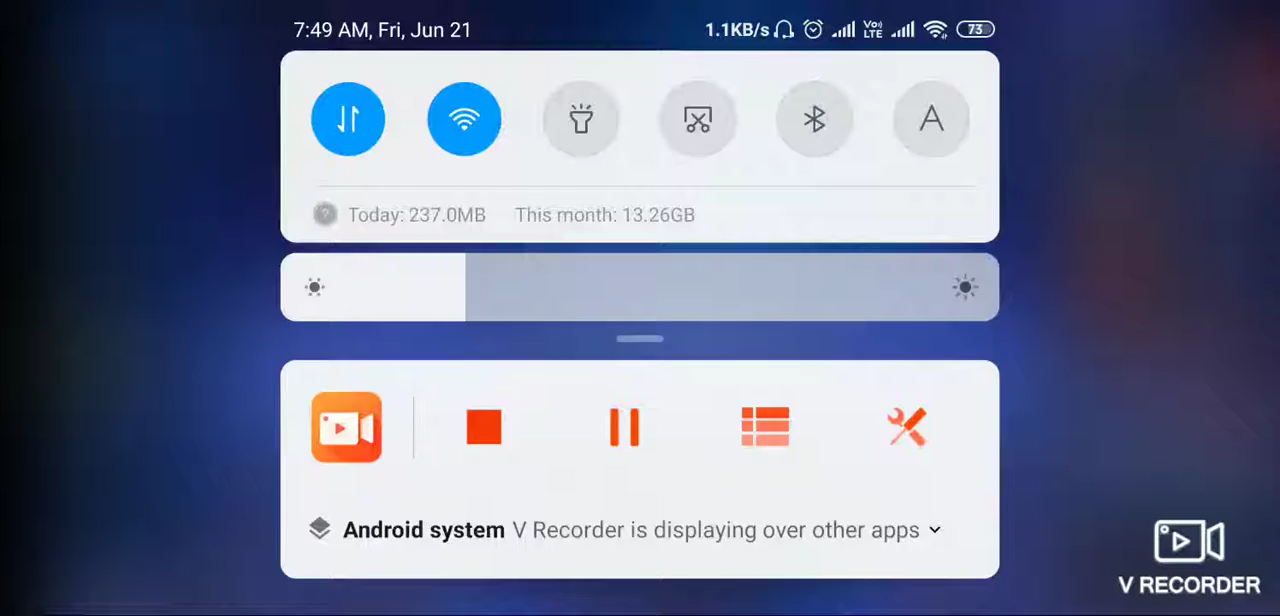 7:49 AM, Fri, Jun 21
1.1KB/s Vo) LTE 73
A
? Today: 237.0MB This month: 13.26GB
Android system V Recorder is displaying over other apps
V RECORDER